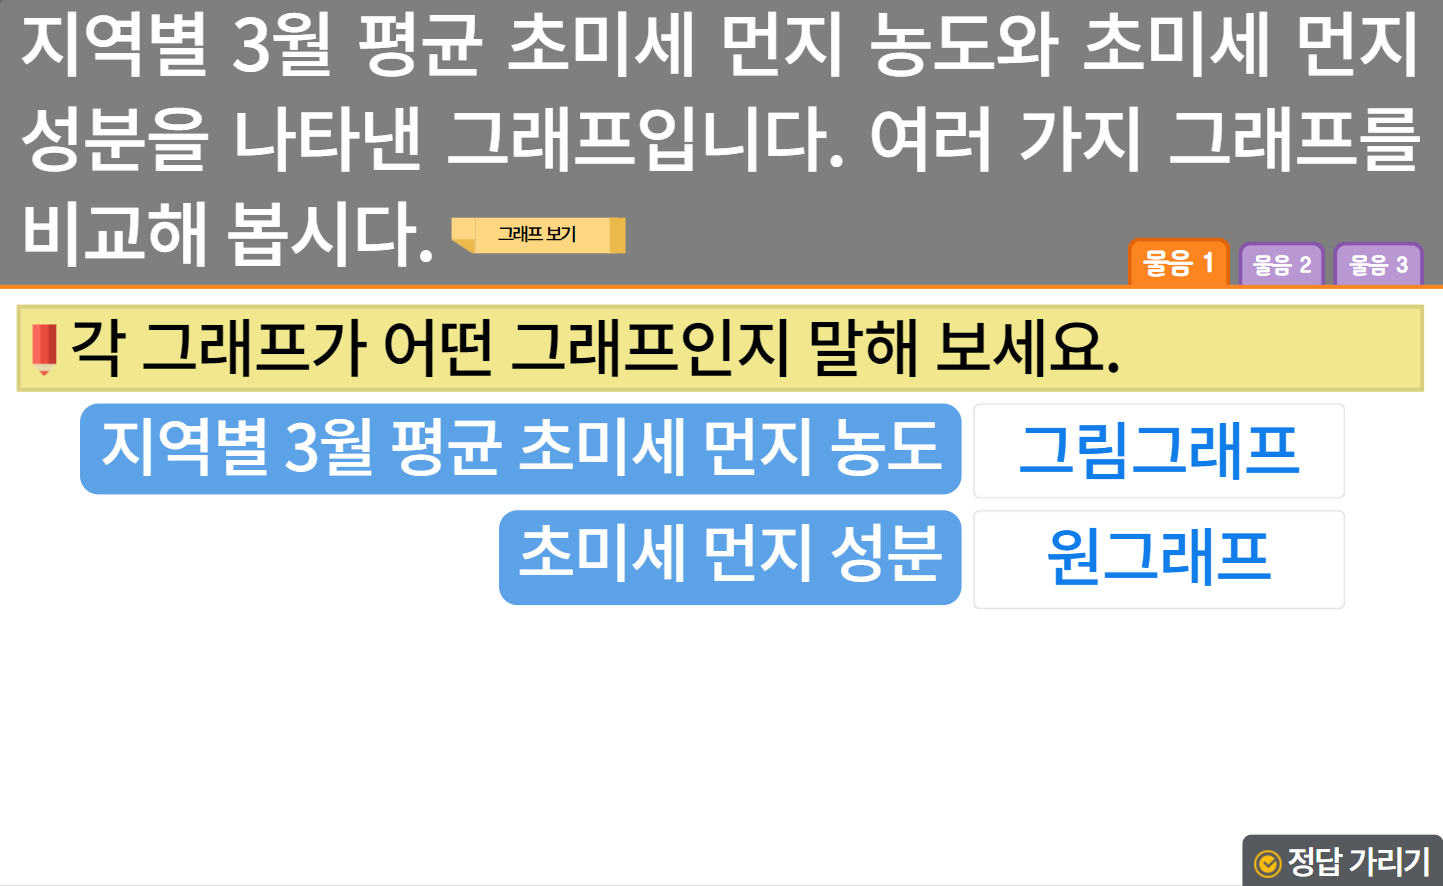 지역별 3월 평균 초미세 먼지 농도와 초미세 먼지
성분을 나타낸 그래프입니다. 여러 가지 그래프를
비교해 봅시다. 그래프 보기
물음 1 물음 2 물음 3
각 그래프가 어떤 그래프인지 말해 보세요.
지역별 3월 평균 초미세 먼지 농도 그림그래프
초미세 먼지 성분 원그래프
정답 가리기